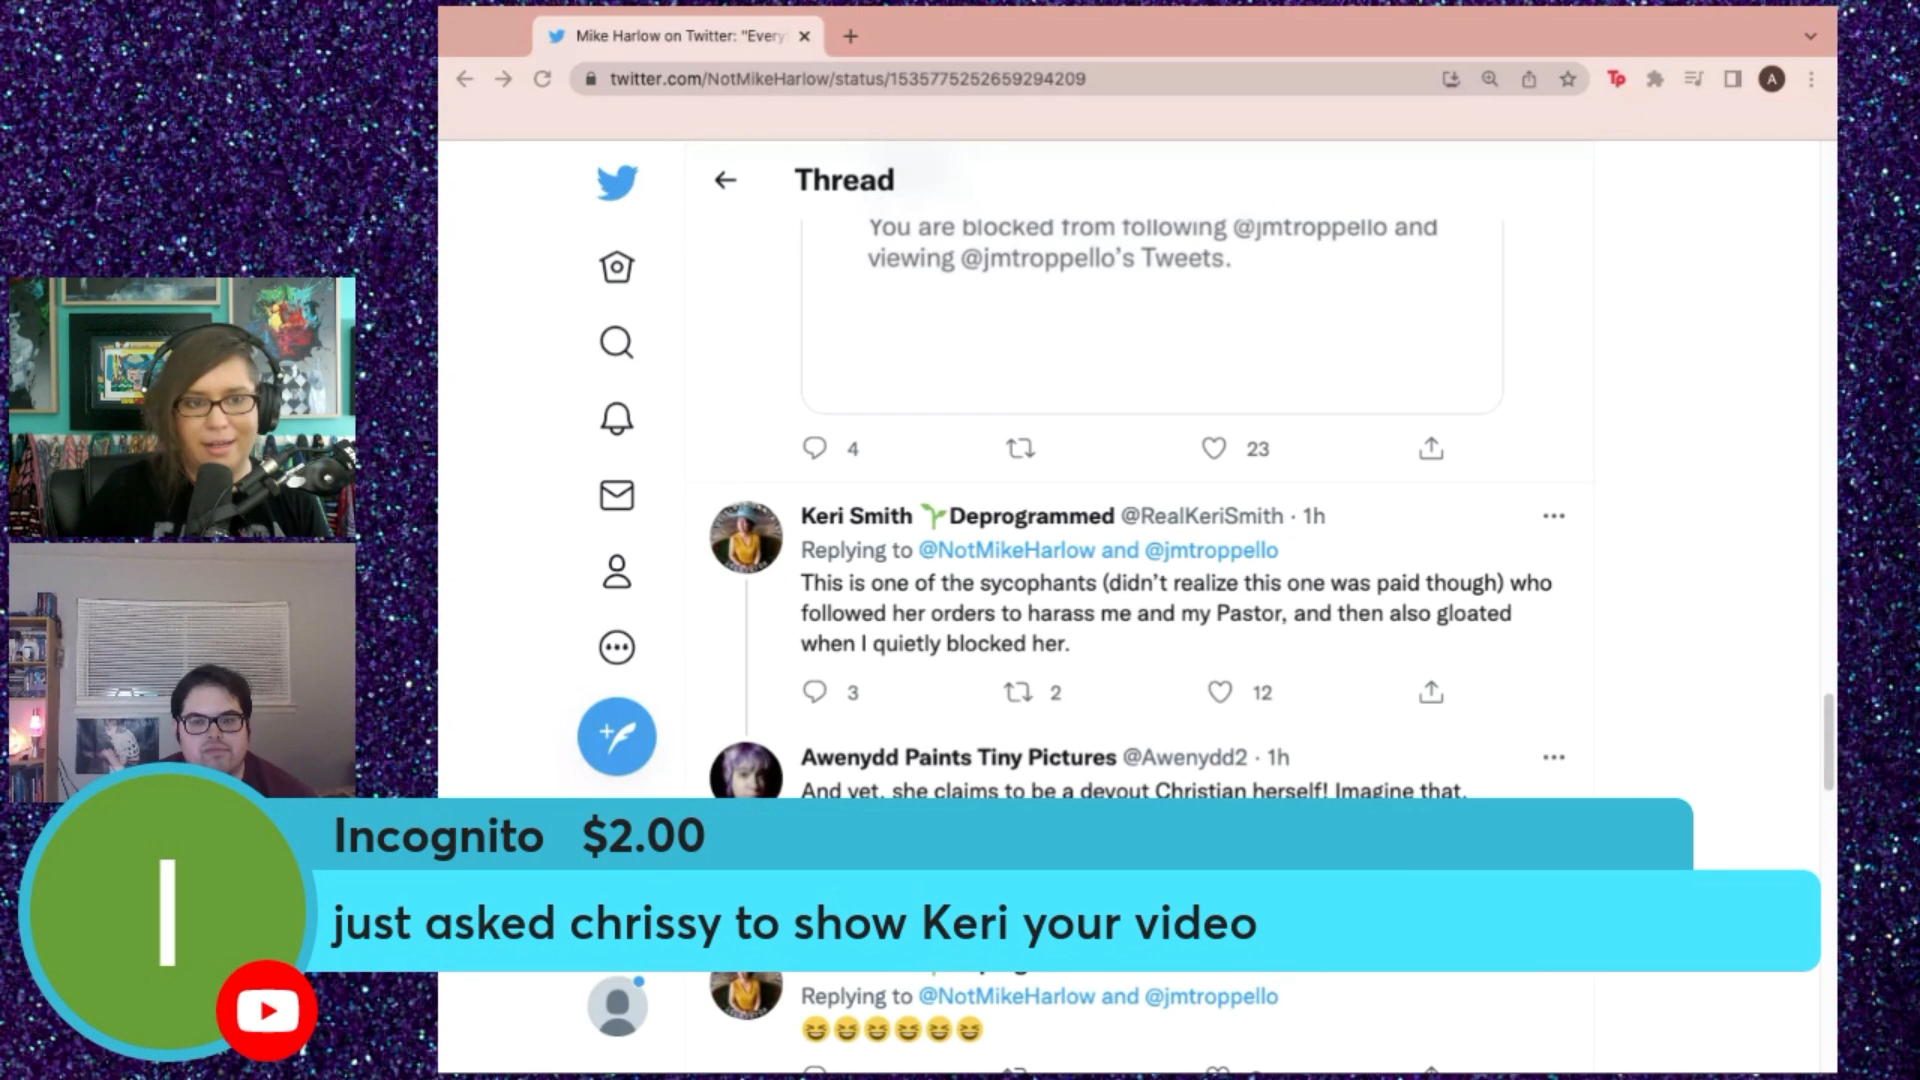 Mike Harlow on Twitter: "Every
twitter.com/NotMikeHarlow/status/1535775252659294209
Tp
A
Thread
You are blocked from following @jmtroppello and
viewing @jmtroppello's Tweets.
4 23
Keri Smith Deprogrammed @RealKeriSmith · 1h
Replying to @NotMikeHarlow and @jmtroppello
This is one of the sycophants (didn't realize this one was paid though) who
followed her orders to harass me and my Pastor, and then also gloated
when I quietly blocked her.
3 2 12
Awenydd Paints Tiny Pictures @Awenydd2 · 1h
And yet, she claims to be a devout Christian herself! Imagine that.
I
Incognito $2.00
just asked chrissy to show Keri your video
Replying to @NotMikeHarlow and @jmtroppello
😆😆😆😆😆😆